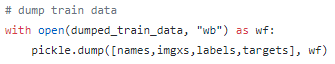 # dump train data
with open(dumped_train_data, "wb") as wf:
    pickle.dump([names,imgxs,labels,targets], wf)